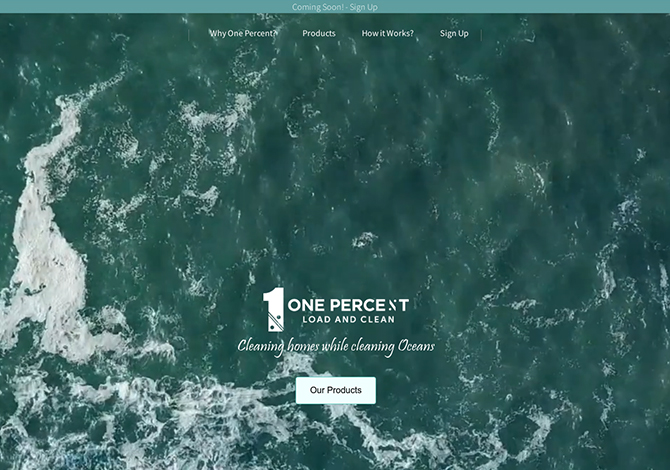 Coming Soon! - Sign Up
Why One Percent?
Products
How it Works?
Sign Up
1 ONE PERCENT
LOAD AND CLEAN
Cleaning homes while cleaning Oceans
Our Products